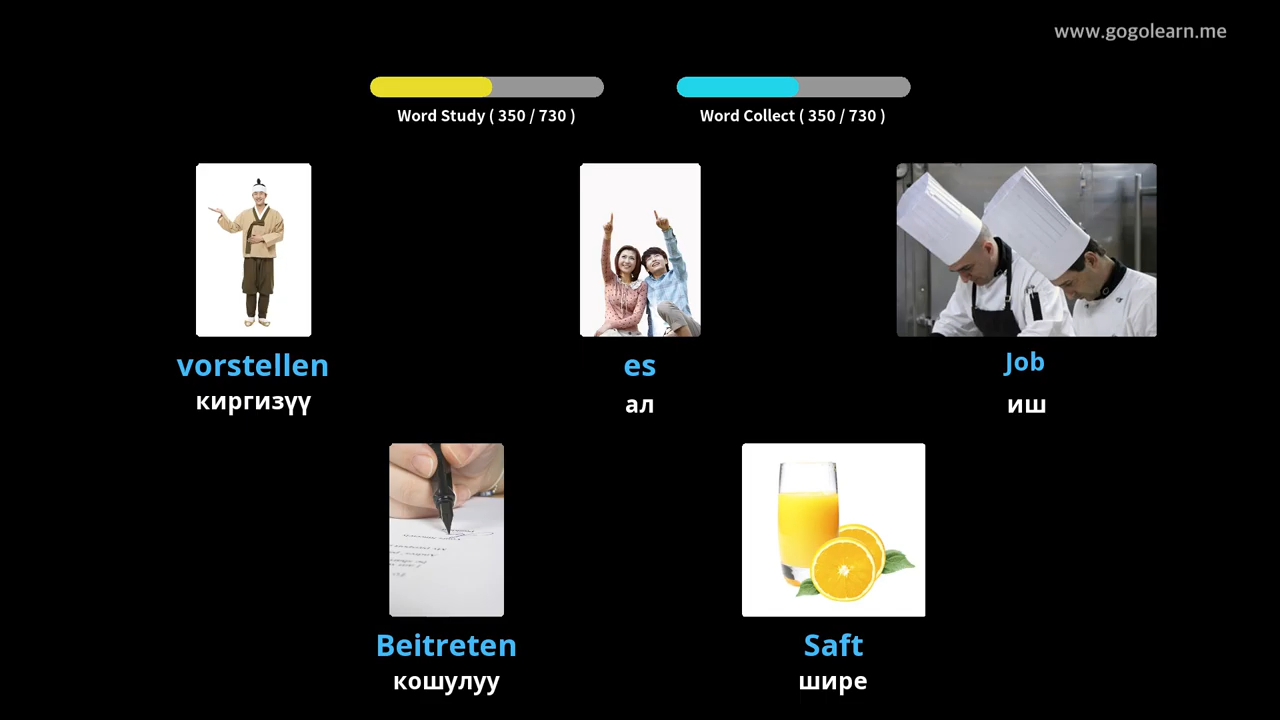 www.gogolearn.me
Word Study ( 350 / 730 )
Word Collect ( 350 / 730 )
vorstellen
киргизүү
es
ал
Job
иш
Beitreten
кошулуу
Saft
шире